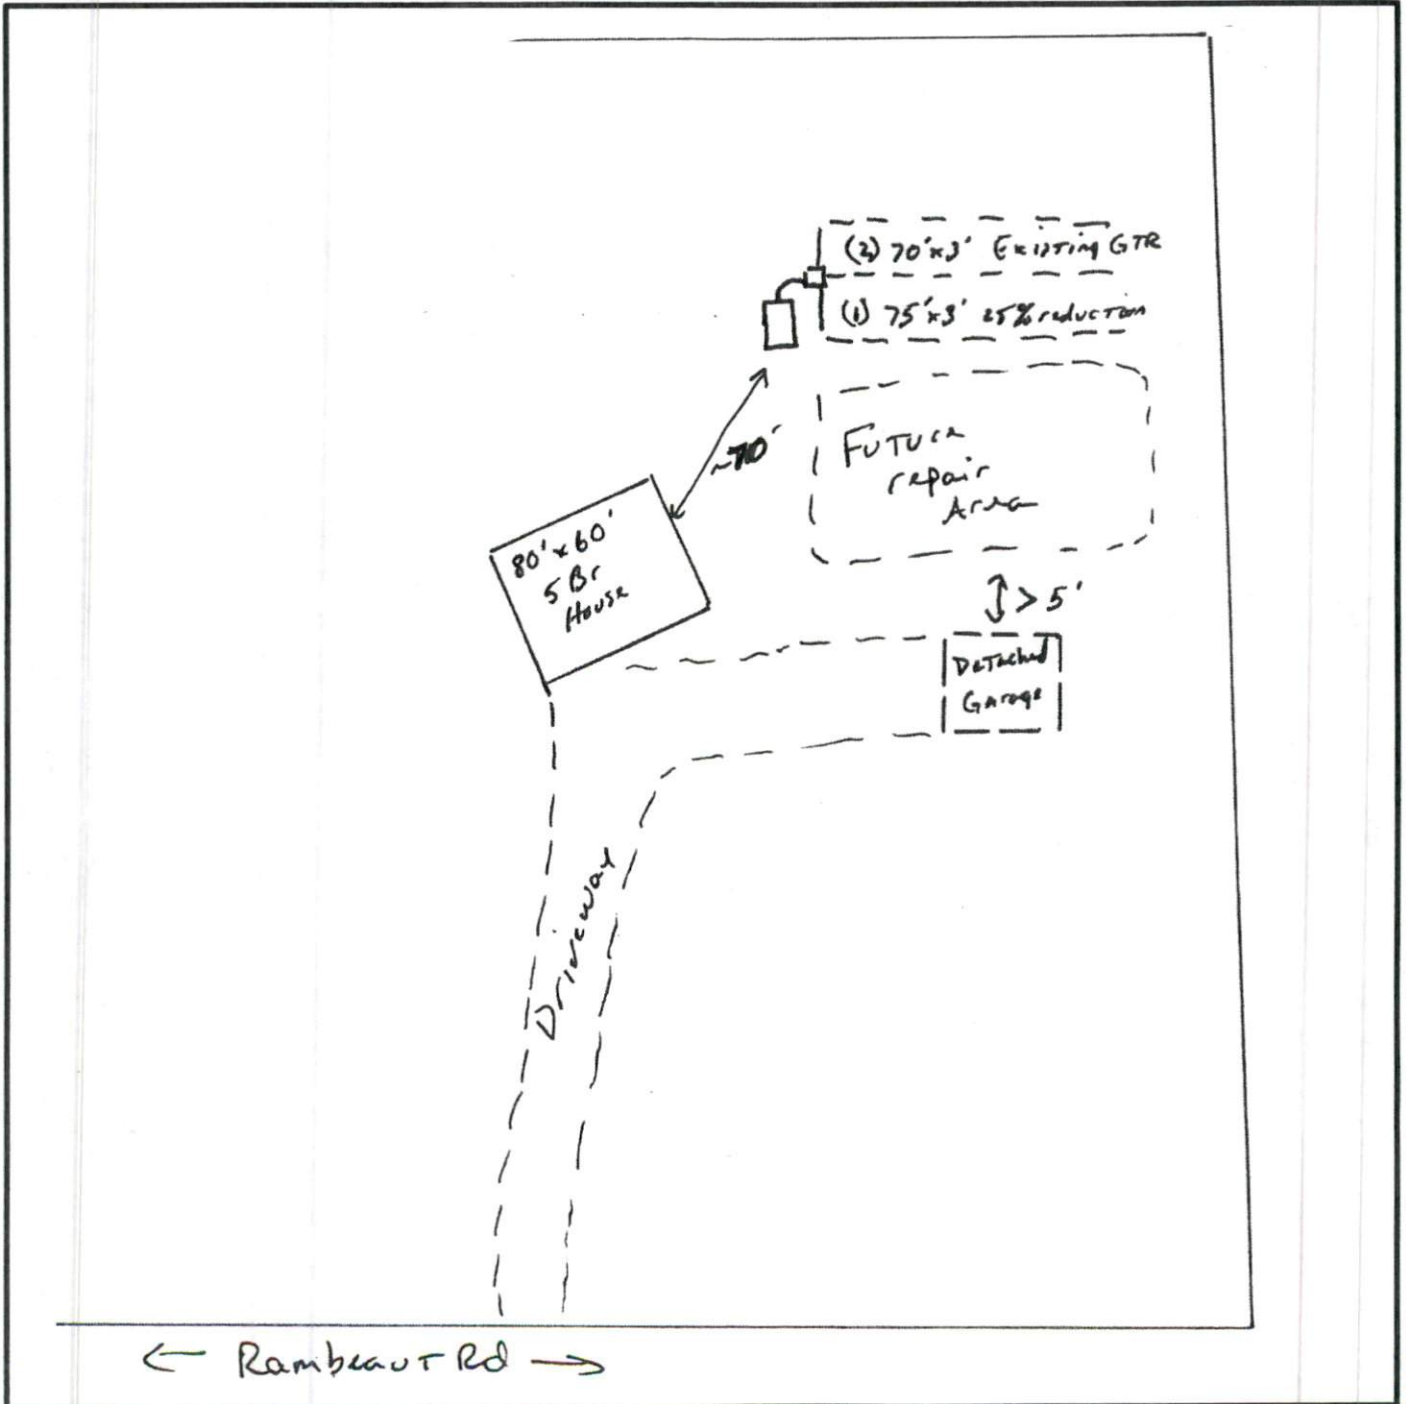 (2) 70'x3' Existing GTR
(1) 75'x3' 25% reduction
~70'
Future
repair
Area
80' x 60'
5 Br
House
> 5'
Detached
Garage
Driveway
← Rambeaut Rd →